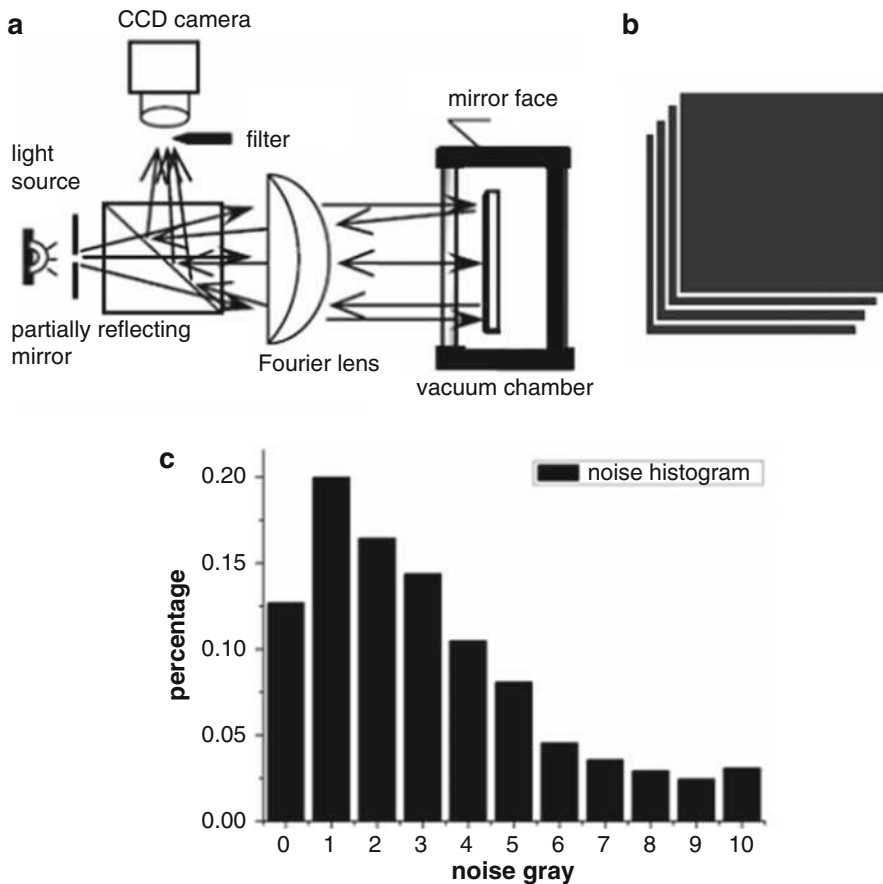 a
CCD camera
b
mirror face
filter
light
source
partially reflecting
mirror
Fourier lens
vacuum chamber
c
noise histogram
percentage
0.20
0.15
0.10
0.05
0.00
0 1 2 3 4 5 6 7 8 9 10
noise gray